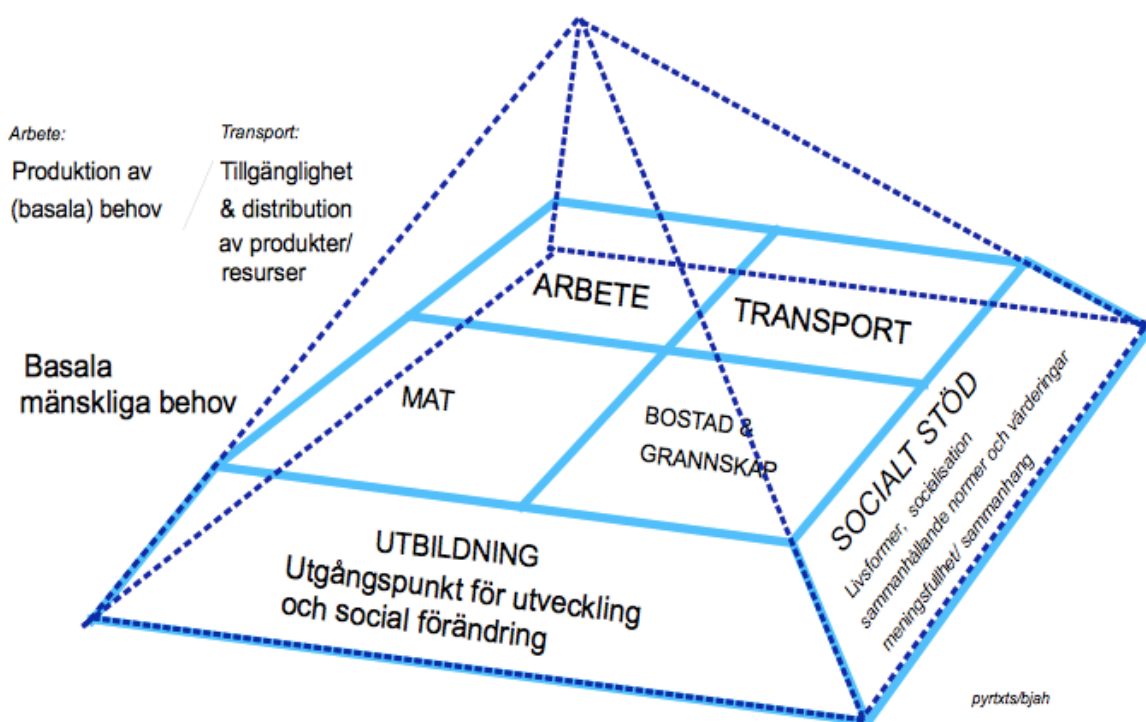 Arbete:
Produktion av
(basala) behov
Transport:
Tillgänglighet
& distribution
av produkter/
resurser
Basala
mänskliga behov
ARBETE
TRANSPORT
MAT
BOSTAD &
GRANNSKAP
SOCIALT STÖD
Livsformer, socialisation
sammanhållande normer och värderingar
meningsfullhet/ sammanhang
UTBILDNING
Utgångspunkt för utveckling
och social förändring
pyrtxts/bjah